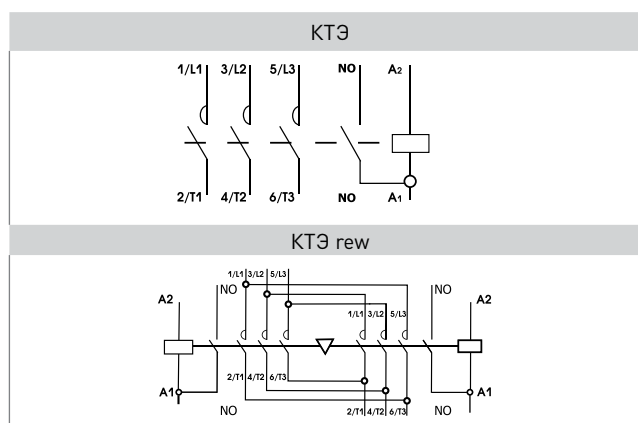 КТЭ
1/L1 3/L2 5/L3 NO A2
2/T1 4/T2 6/T3 NO A1
КТЭ rew
1/L1 3/L2 5/L3
NO NO
A2 A2
1/L1 3/L2 5/L3
2/T1 4/T2 6/T3
A1 A1
NO 2/T1 4/T2 6/T3 NO